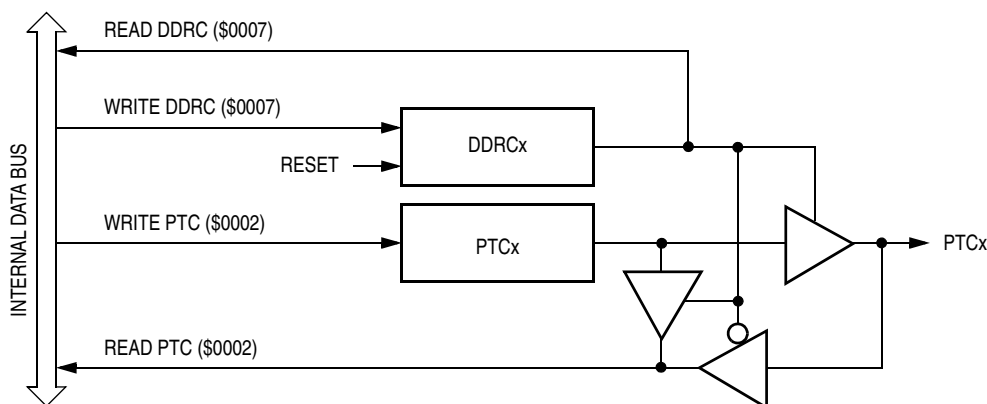 READ DDRC ($0007)
WRITE DDRC ($0007)
DDRCx
RESET
WRITE PTC ($0002)
PTCx
PTCx
READ PTC ($0002)
INTERNAL DATA BUS